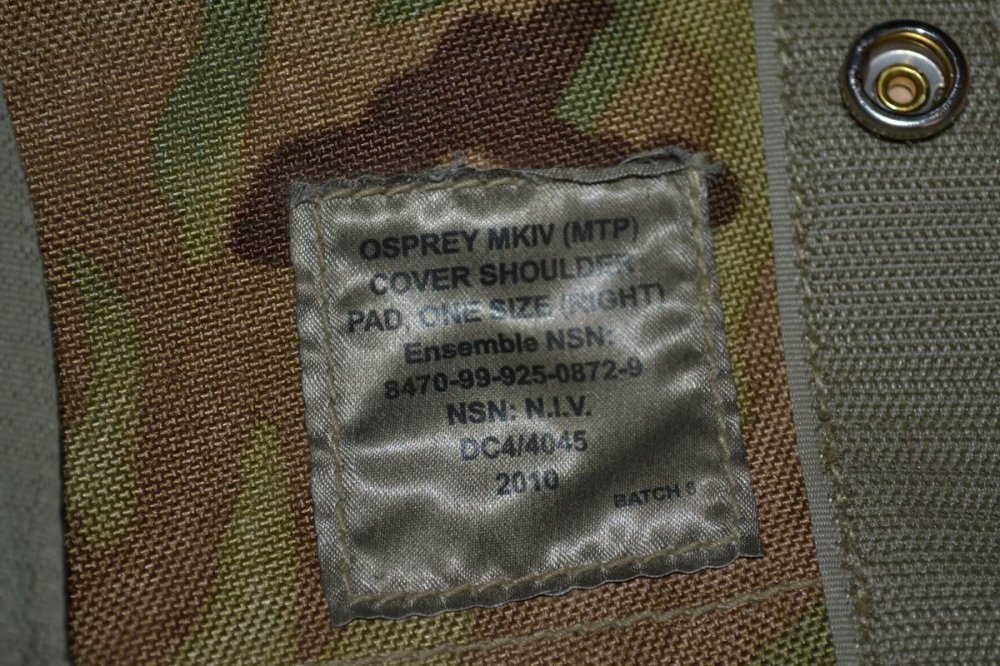 OSPREY MKIV (MTP)
COVER SHOULDER
PAD, ONE SIZE (RIGHT)
Ensemble NSN:
8470-99-925-0872-9
NSN: N.I.V.
DC4/4045
2010
BATCH